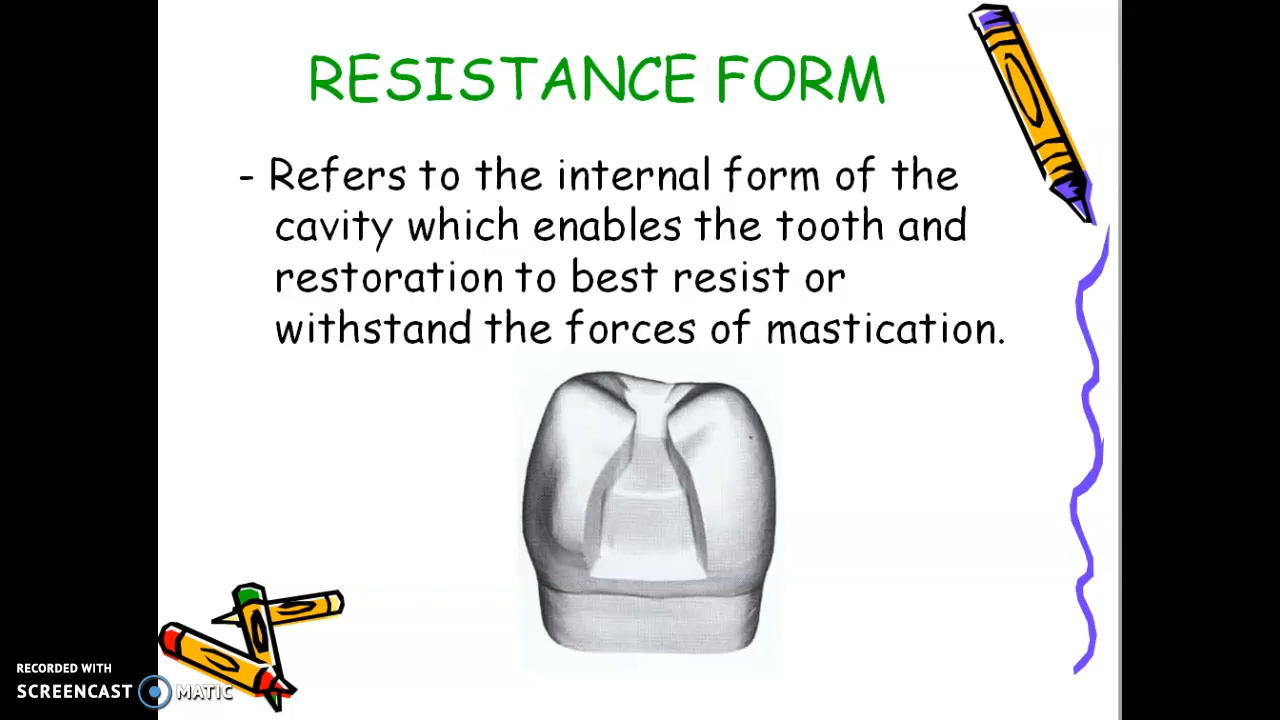 RESISTANCE FORM
- Refers to the internal form of the
cavity which enables the tooth and
restoration to best resist or
withstand the forces of mastication.
RECORDED WITH
SCREENCAST MATIC